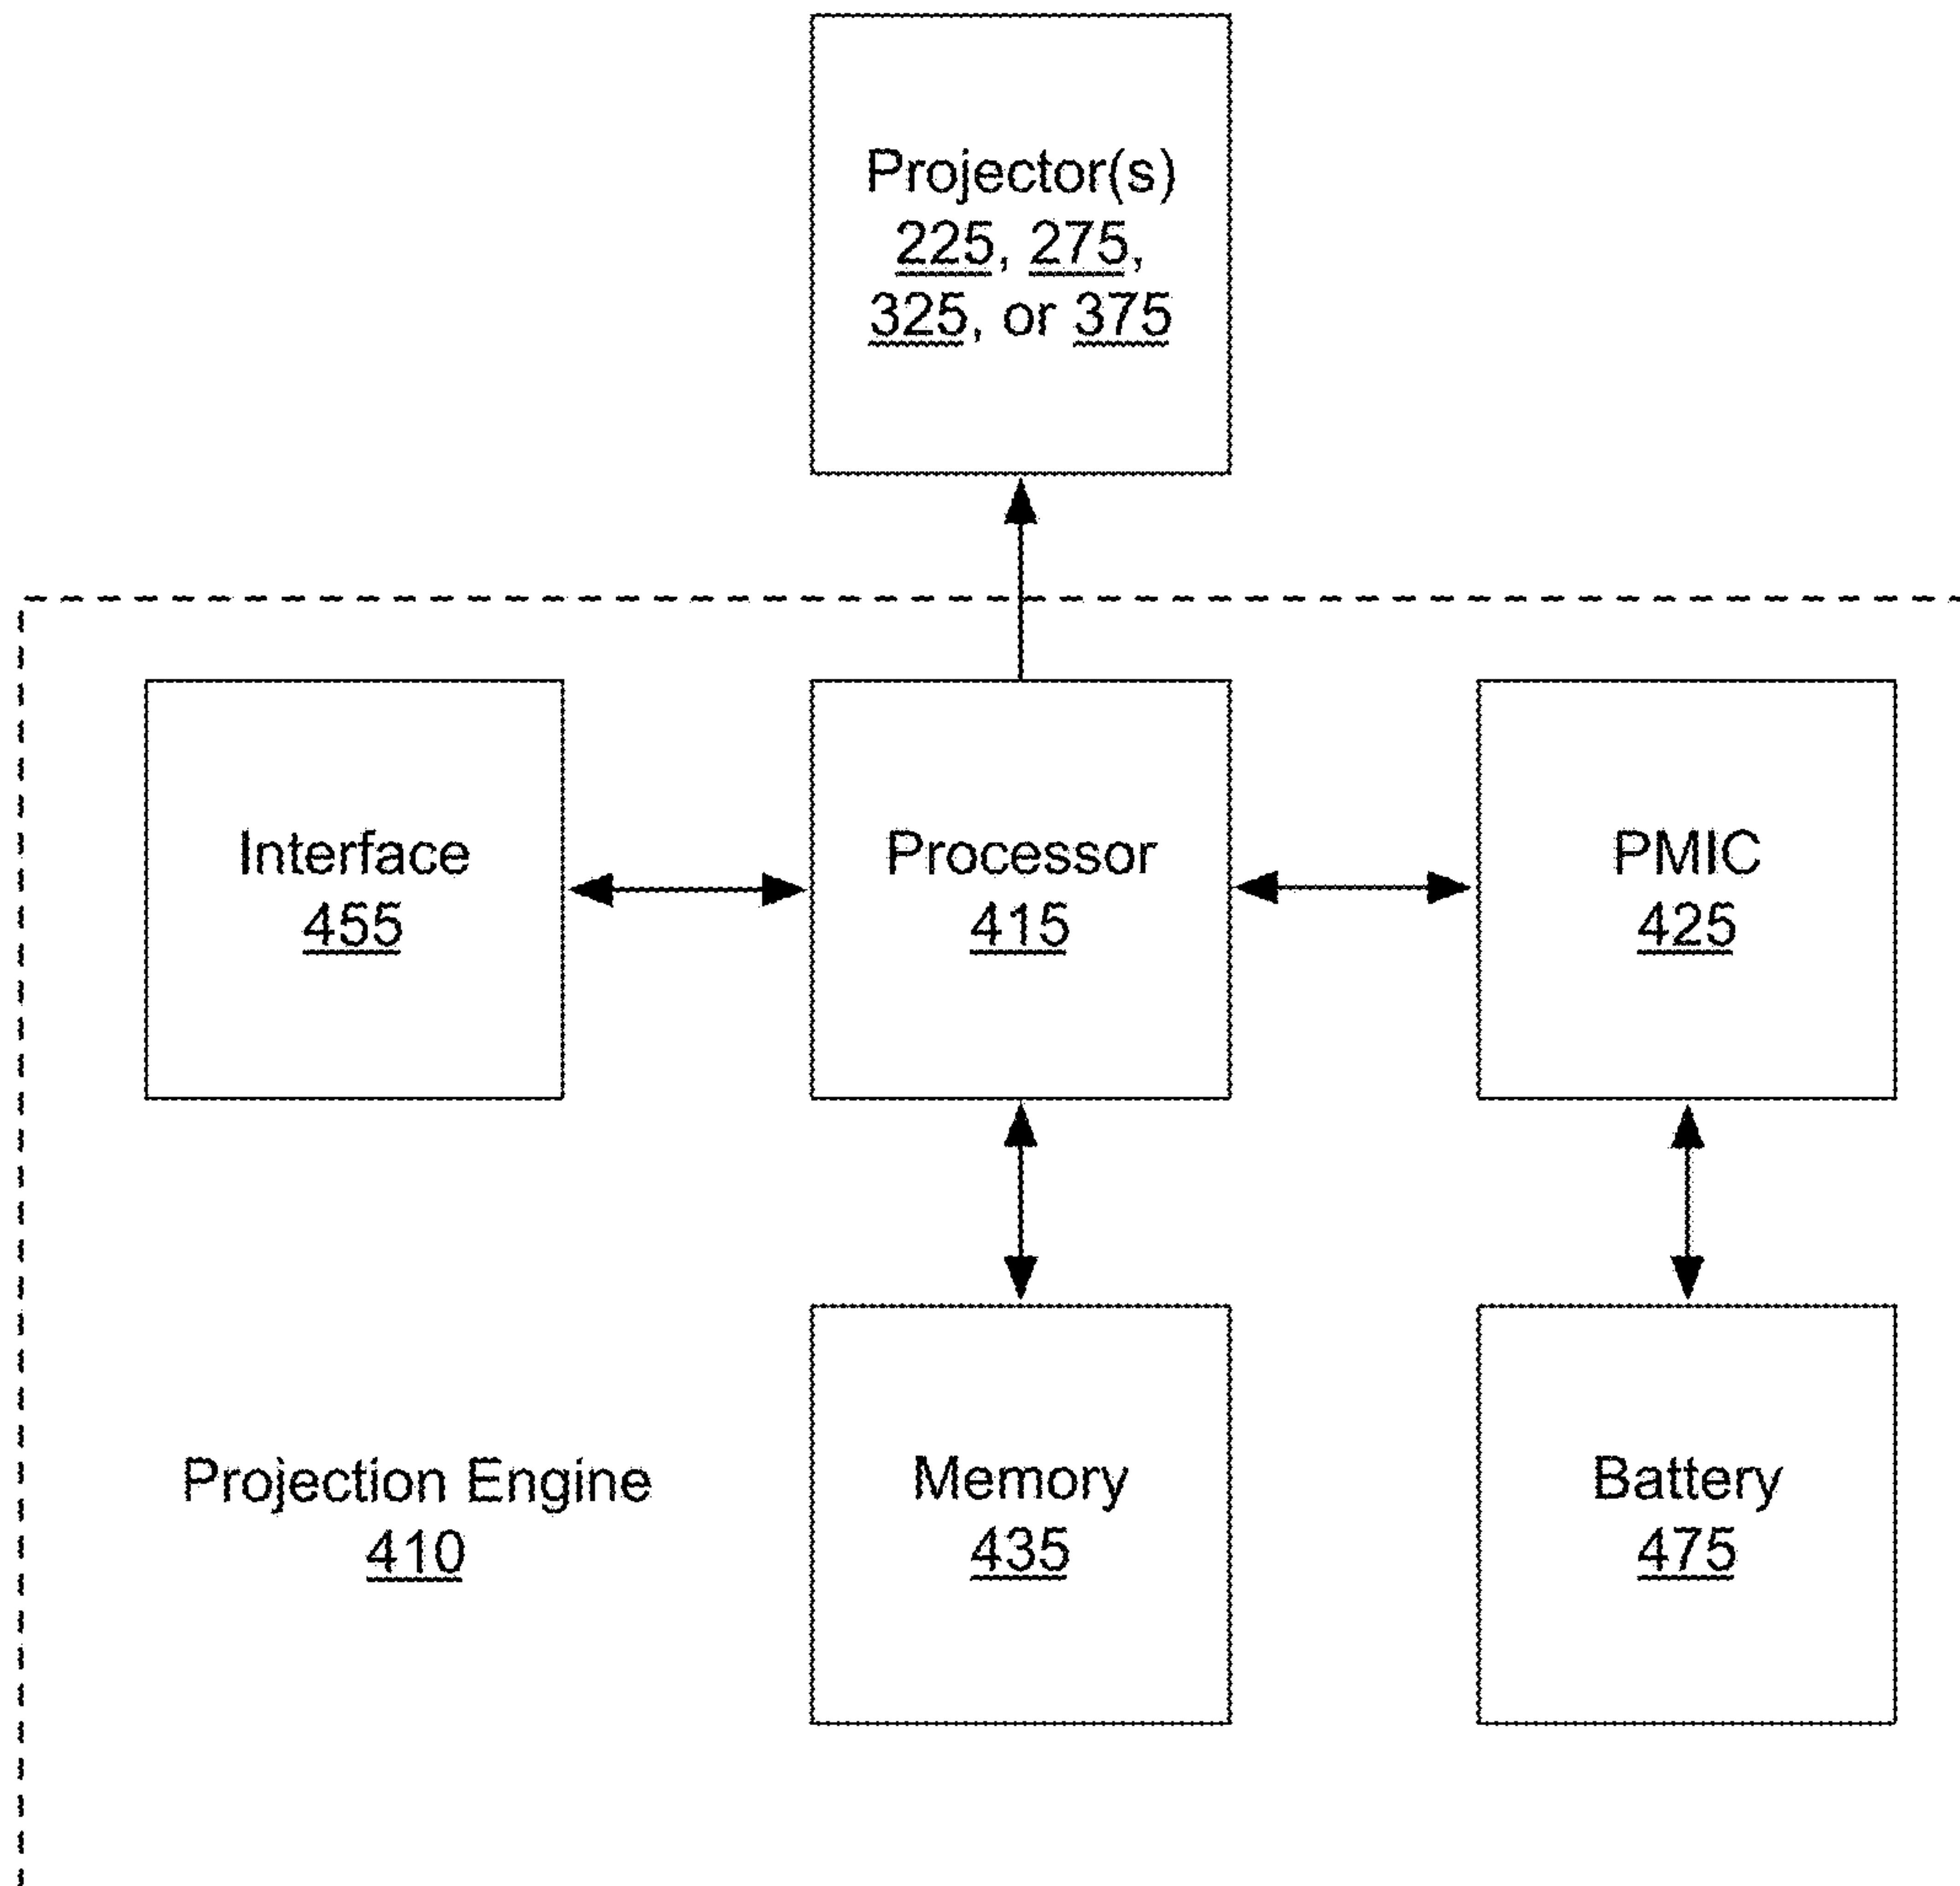 Projector(s)
225, 275,
325, or 375
Interface
455
Processor
415
PMIC
425
Projection Engine
410
Memory
435
Battery
475